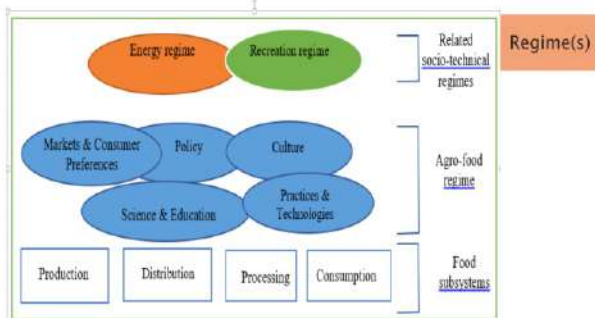 Energy regime
Recreation regime
Related
socio-technical
regimes
Regime(s)
Markets & Consumer
Preferences
Policy
Culture
Science & Education
Practices &
Technologies
Agro-food
regime
Production
Distribution
Processing
Consumption
Food
subsystems